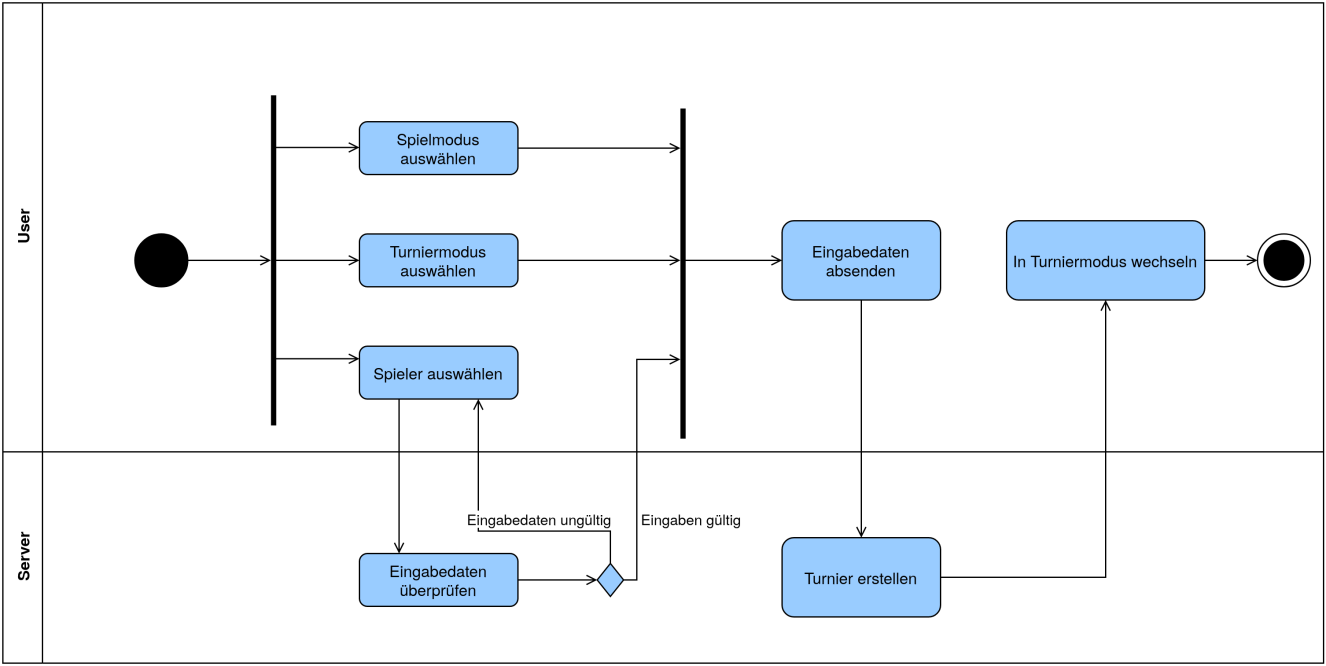 User
Spielmodus
auswählen
Turniermodus
auswählen
Spieler auswählen
Eingabedaten
absenden
In Turniermodus wechseln
Server
Eingabedaten ungültig
Eingaben gültig
Eingabedaten
überprüfen
Turnier erstellen